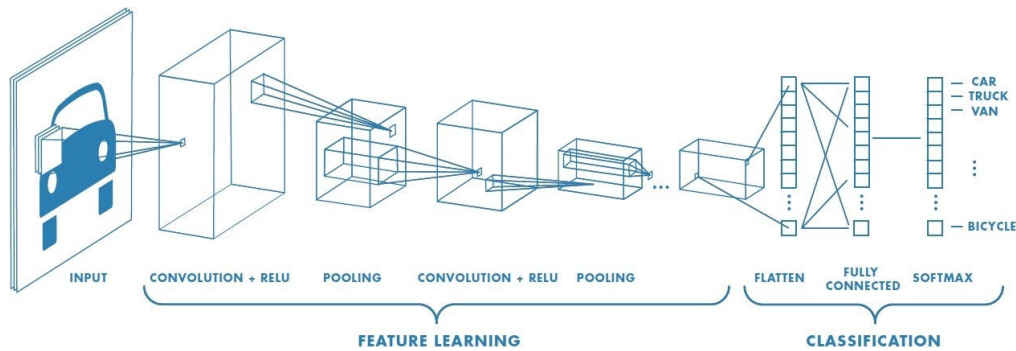 CAR
TRUCK
VAN
BICYCLE
INPUT
CONVOLUTION + RELU
POOLING
CONVOLUTION + RELU
POOLING
FLATTEN
FULLY
CONNECTED
SOFTMAX
FEATURE LEARNING
CLASSIFICATION